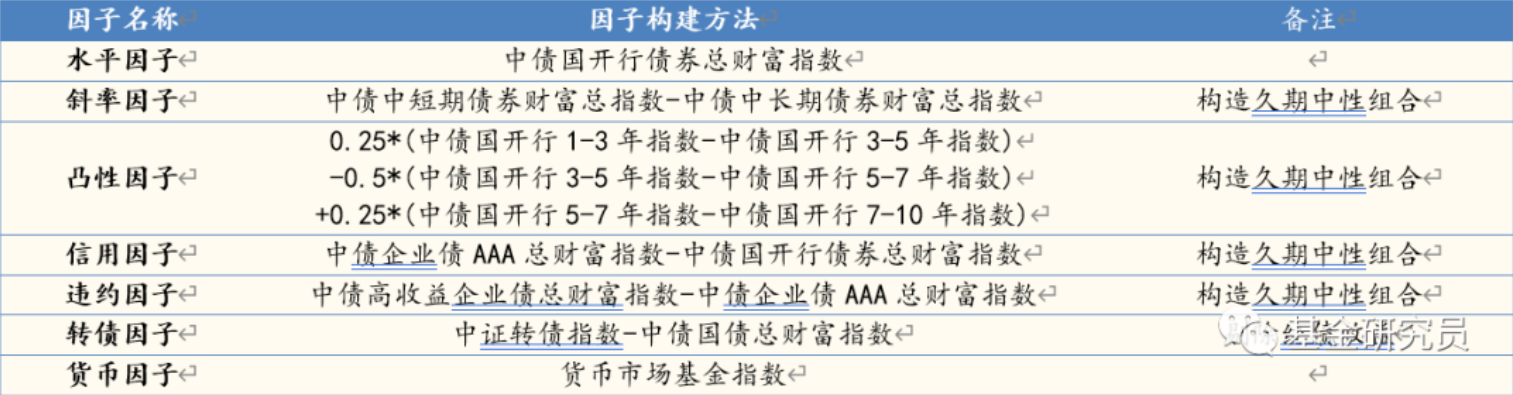 因子名称 因子构建方法 备注
水平因子 中债国开行债券总财富指数
斜率因子 中债中短期债券财富总指数-中债中长期债券财富总指数 构造久期中性组合
凸性因子 0.25*(中债国开行 1-3 年指数-中债国开行 3-5 年指数)
-0.5*(中债国开行 3-5 年指数-中债国开行 5-7 年指数) 构造久期中性组合
+0.25*(中债国开行 5-7 年指数-中债国开行 7-10 年指数)
信用因子 中债企业债 AAA 总财富指数-中债国开行债券总财富指数 构造久期中性组合
违约因子 中债高收益企业债总财富指数-中债企业债 AAA 总财富指数 构造久期中性组合
转债因子 中证转债指数-中债国债总财富指数
基金研究员
货币因子 货币市场基金指数